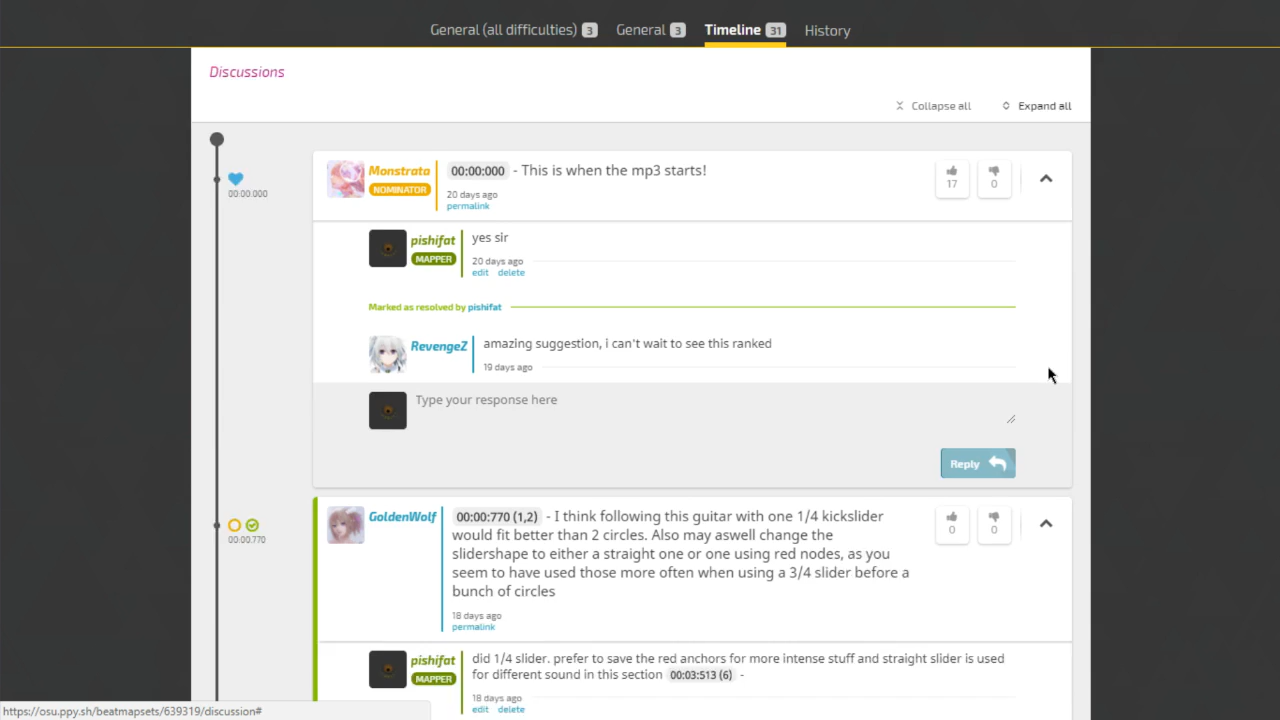 General (all difficulties) 3 General 3 Timeline 31 History
Discussions
Collapse all Expand all
00:00.000
Monstrata
NOMINATOR
00:00:000 - This is when the mp3 starts!
20 days ago
permalink
17 0
pishifat
MAPPER
yes sir
20 days ago
edit delete
Marked as resolved by pishifat
RevengeZ
amazing suggestion, i can't wait to see this ranked
19 days ago
Type your response here
Reply
00:00.770
GoldenWolf
00:00:770 (1,2) - I think following this guitar with one 1/4 kickslider
would fit better than 2 circles. Also may aswell change the
slidershape to either a straight one or one using red nodes, as you
seem to have used those more often when using a 3/4 slider before a
bunch of circles
18 days ago
permalink
0 0
pishifat
MAPPER
did 1/4 slider. prefer to save the red anchors for more intense stuff and straight slider is used
for different sound in this section 00:03:513 (6) -
18 days ago
edit delete
https://osu.ppy.sh/beatmapsets/639319/discussion#